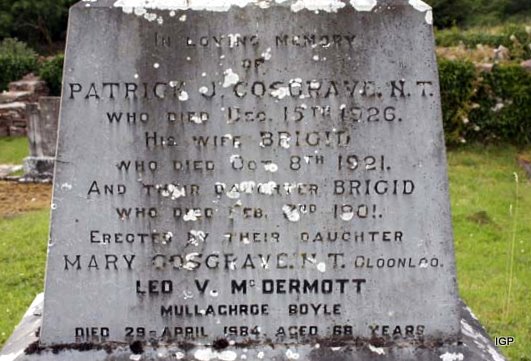 IN LOVING MEMORY
OF
PATRICK J. COSGRAVE, N.T.
WHO DIED DEC. 15TH 1926.
HIS WIFE BRIGID
WHO DIED OCT 8TH 1921.
AND THEIR DAUGHTER BRIGID
WHO DIED FEB. 1901.
ERECTED BY THEIR DAUGHTER
MARY COSGRAVE, N.T. CLOONLOO.
LEO V. McDERMOTT
MULLAGHROE BOYLE
DIED 29 APRIL 1984 AGED 68 YEARS
IGP